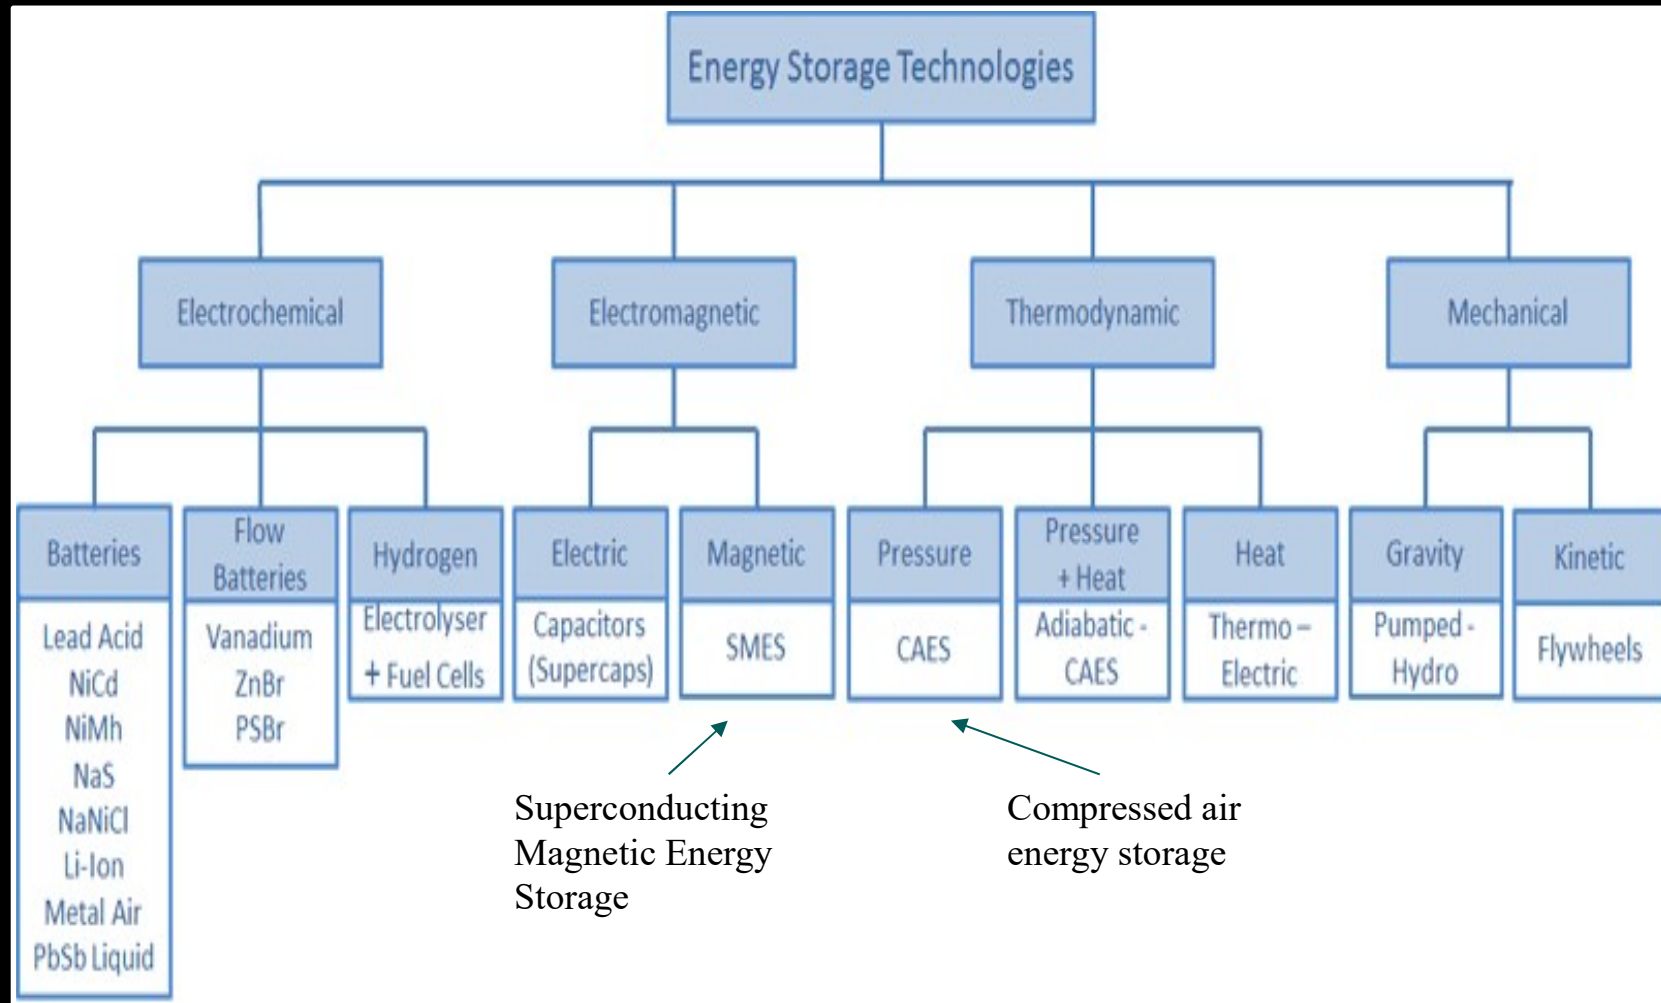 Energy Storage Technologies
Electrochemical
Electromagnetic
Thermodynamic
Mechanical
Batteries
Lead Acid
NiCd
NiMh
NaS
NaNiCl
Li-Ion
Metal Air
PbSb Liquid
Flow
Batteries
Vanadium
ZnBr
PSBr
Hydrogen
Electrolyser
+ Fuel Cells
Electric
Capacitors
(Supercaps)
Magnetic
SMES
Pressure
CAES
Pressure
+ Heat
Adiabatic -
CAES
Heat
Thermo –
Electric
Gravity
Pumped -
Hydro
Kinetic
Flywheels
Superconducting
Magnetic Energy
Storage
Compressed air
energy storage